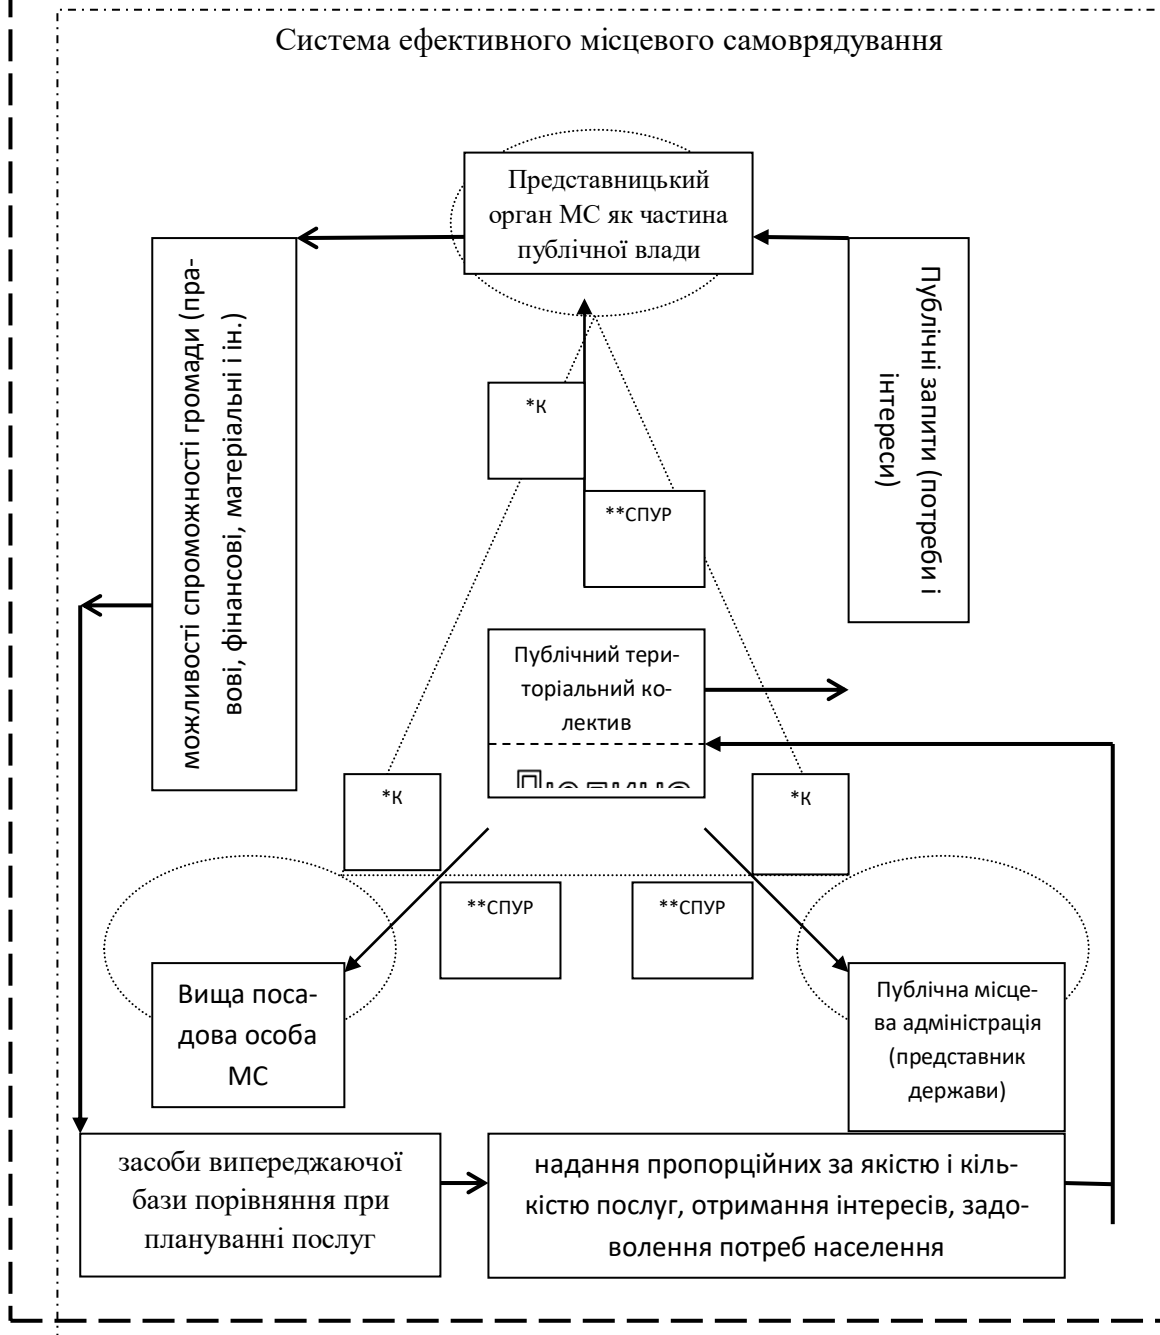 Система ефективного місцевого самоврядування
Представницький
орган МС як частина
публічної влади
можливості спроможності громади (пра-
вові, фінансові, матеріальні і ін.)
Публічні запити (потреби і
інтереси)
*К
**СПУР
Публічний тери-
торіальний ко-
лектив
*К
*К
**СПУР
**СПУР
Вища поса-
дова особа
МС
Публічна місце-
ва адміністрація
(представник
держави)
засоби випереджаючої
бази порівняння при
плануванні послуг
надання пропорційних за якістю і кіль-
кістю послуг, отримання інтересів, задо-
волення потреб населення